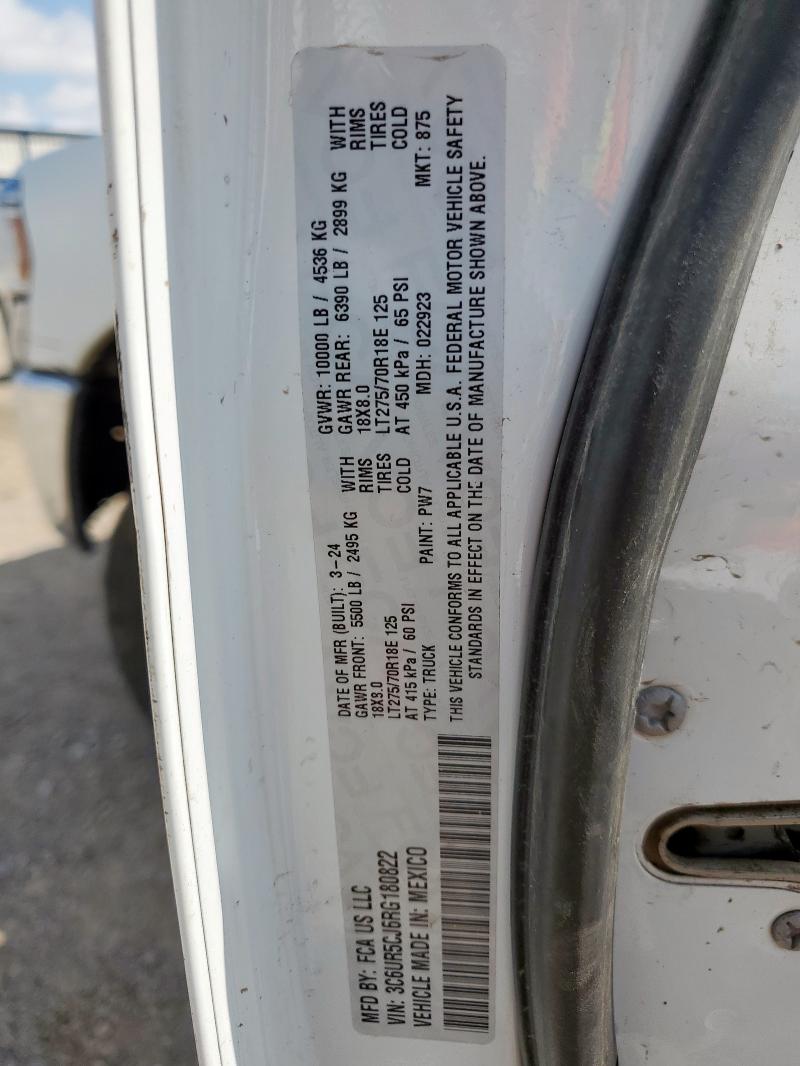 MFD BY: FCA US LLC
VIN: 3C6UR5CJ6RG180822
VEHICLE MADE IN: MEXICO
DATE OF MFR (BUILT): 3-24
GAWR FRONT: 5500 LB / 2495 KG WITH
18X8.0 RIMS
LT275/70R18E 125 TIRES
AT 415 kPa / 60 PSI COLD
TYPE: TRUCK PAINT: PW7
GVWR: 10000 LB / 4536 KG
GAWR REAR: 6390 LB / 2899 KG WITH
18X8.0 RIMS
LT275/70R18E 125 TIRES
AT 450 kPa / 65 PSI COLD
MDH: 022923 MKT: 875
THIS VEHICLE CONFORMS TO ALL APPLICABLE U.S.A. FEDERAL MOTOR VEHICLE SAFETY
STANDARDS IN EFFECT ON THE DATE OF MANUFACTURE SHOWN ABOVE.